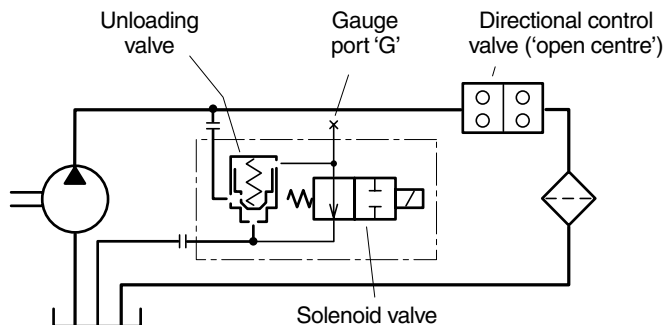 Unloading
valve
Gauge
port ‘G’
Directional control
valve (‘open centre’)
Solenoid valve